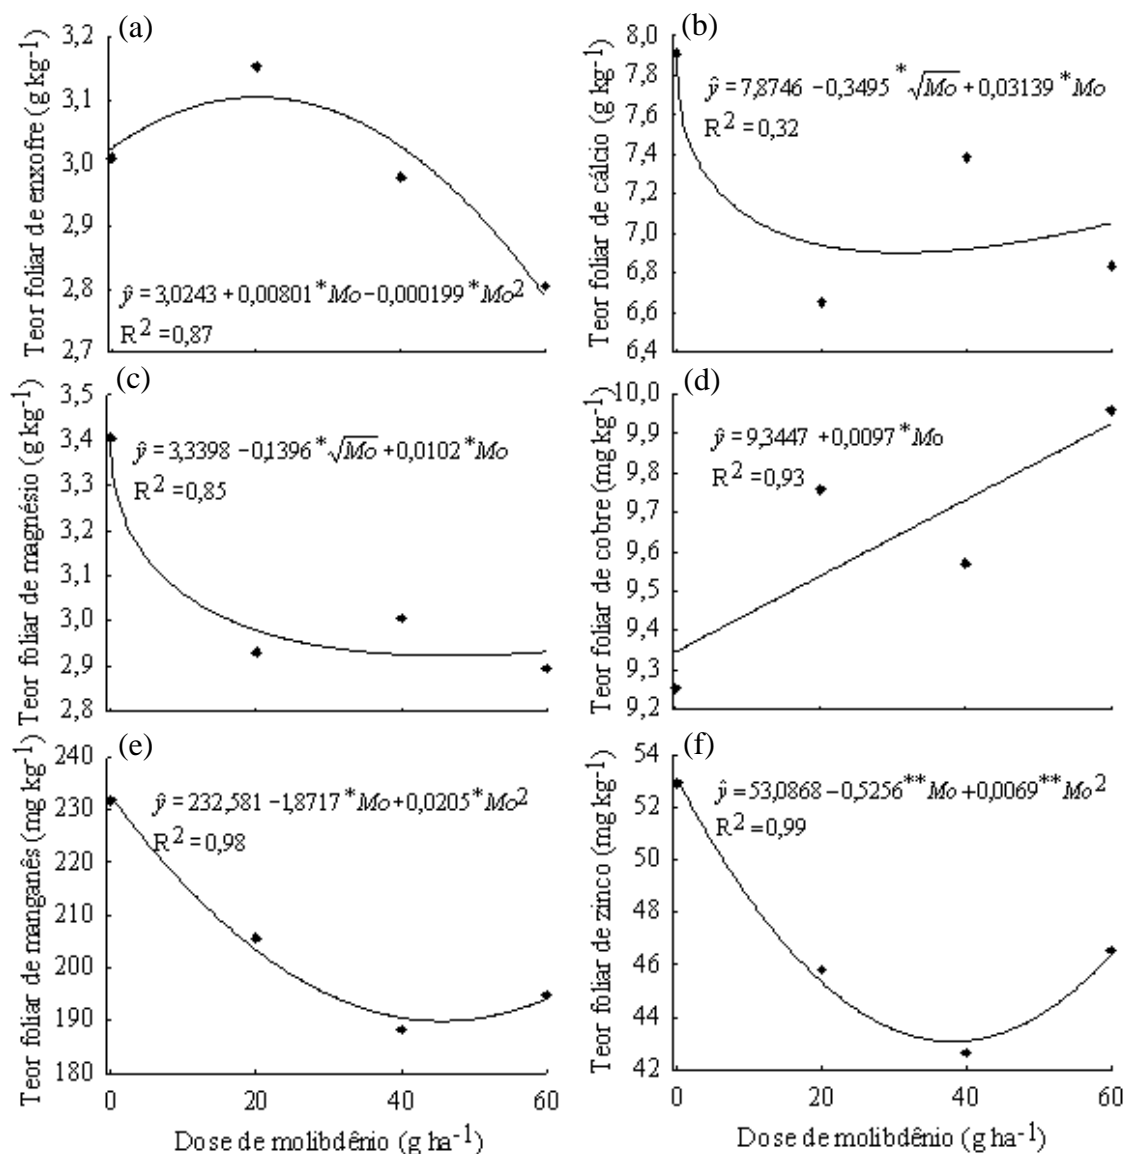 (a)
Teor foliar de enxofre (g kg-1)
3,2
3,1
3,0
2,9
2,8
2,7
ŷ = 3,0243 + 0,00801*Mo − 0,000199*Mo2
R2 = 0,87
(b)
Teor foliar de cálcio (g kg-1)
8,0
7,8
7,6
7,4
7,2
7,0
6,8
6,6
6,4
ŷ = 7,8746 − 0,3495*√Mo + 0,03139*Mo
R2 = 0,32
(c)
Teor foliar de magnésio (g kg-1)
3,5
3,4
3,3
3,2
3,1
3,0
2,9
2,8
ŷ = 3,3398 − 0,1396*√Mo + 0,0102*Mo
R2 = 0,85
(d)
Teor foliar de cobre (mg kg-1)
10,0
9,9
9,8
9,7
9,6
9,5
9,4
9,3
9,2
ŷ = 9,3447 + 0,0097*Mo
R2 = 0,93
(e)
Teor foliar de manganês (mg kg-1)
240
230
220
210
200
190
180
ŷ = 232,581 − 1,8717*Mo + 0,0205*Mo2
R2 = 0,98
0
20
40
60
Dose de molibdênio (g ha-1)
(f)
Teor foliar de zinco (mg kg-1)
54
52
51
49
48
46
45
43
42
ŷ = 53,0868 − 0,5256**Mo + 0,0069**Mo2
R2 = 0,99
0
20
40
60
Dose de molibdênio (g ha-1)